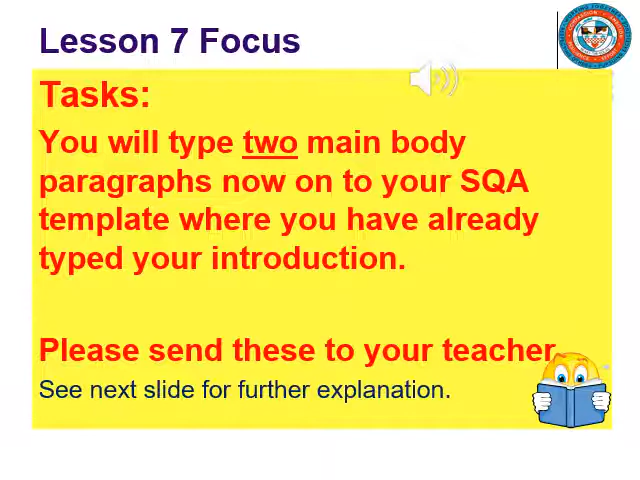 Lesson 7 Focus
Tasks:
You will type two main body
paragraphs now on to your SQA
template where you have already
typed your introduction.
Please send these to your teacher
See next slide for further explanation.